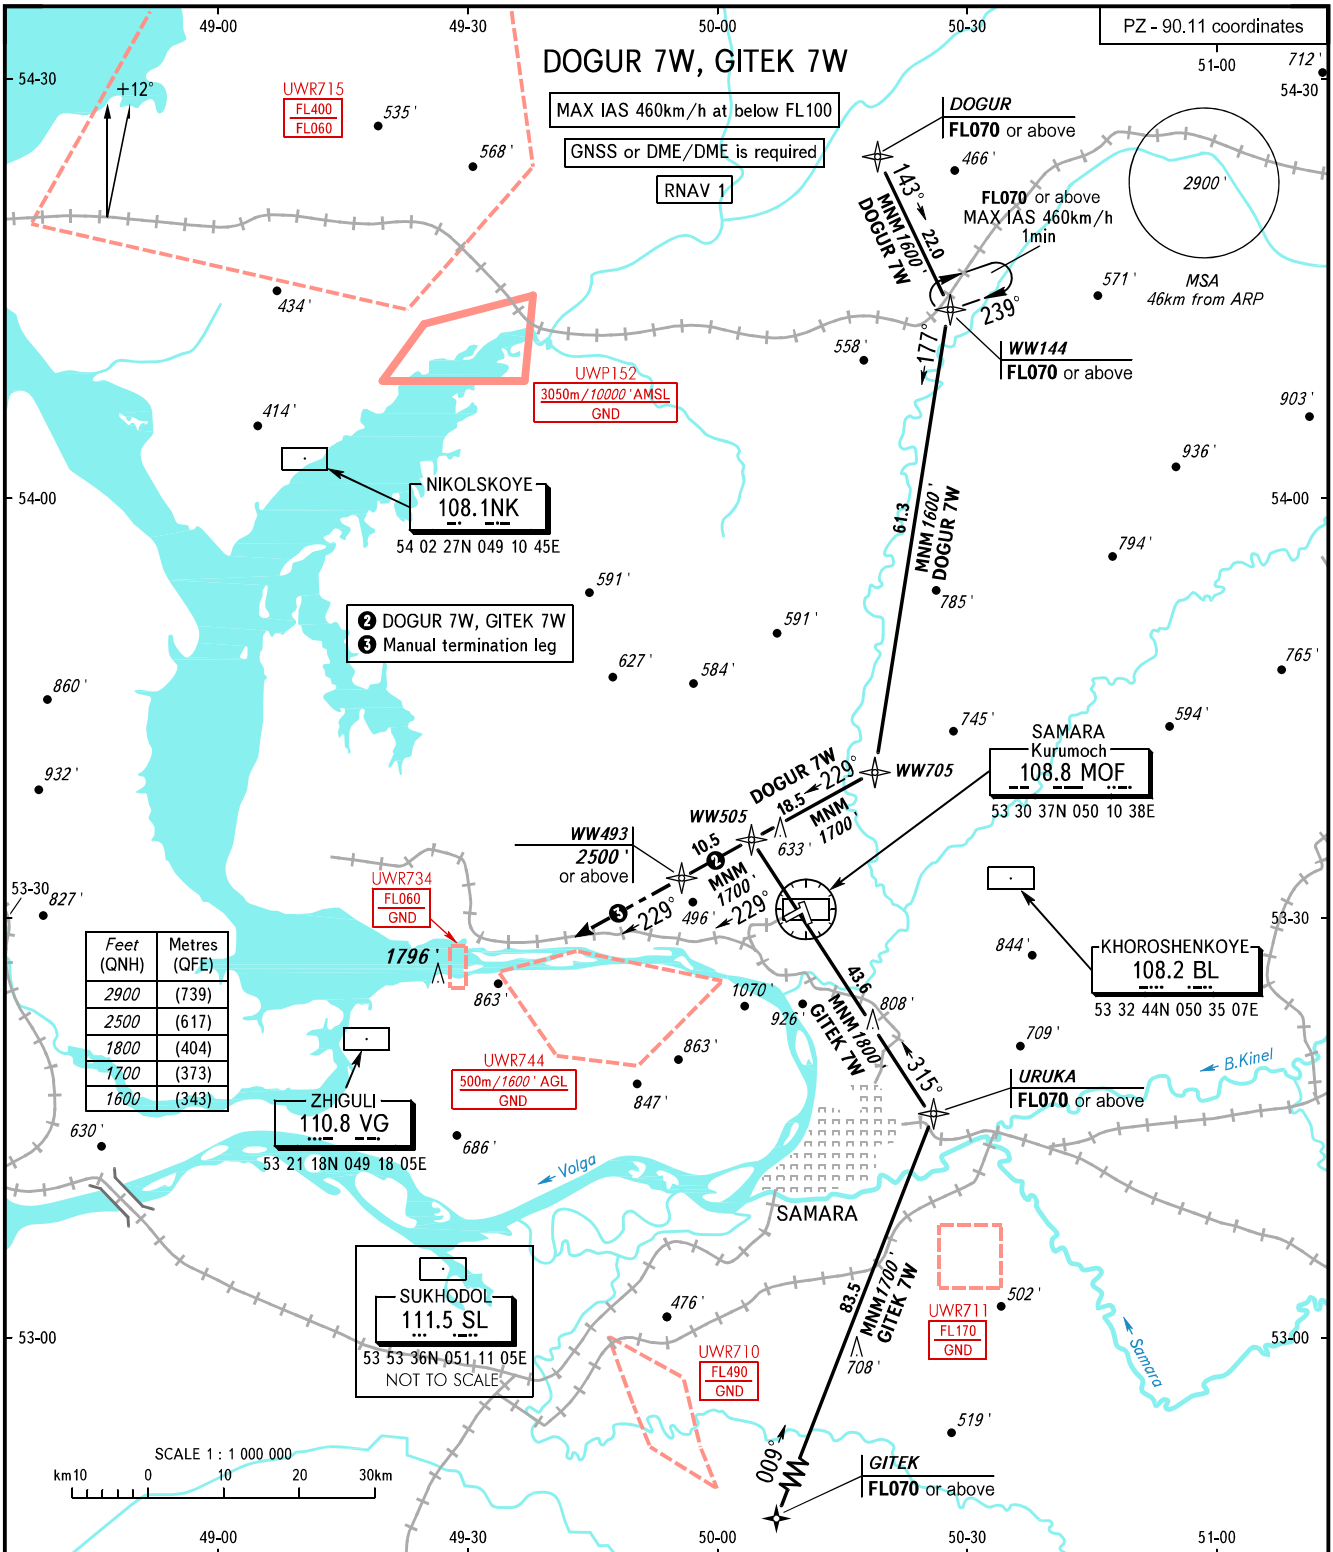 49-00
49-30
50-00
50-30
PZ - 90.11 coordinates
DOGUR 7W, GITEK 7W
51-00
712 '
54-30
54-30
+12°
UWR715
FL400
FL060
535 '
568 '
MAX IAS 460km/h at below FL100
GNSS or DME/DME is required
RNAV 1
DOGUR
FL070 or above
466 '
2900 '
MSA
46km from ARP
143°
22.0
MNM 1600 '
DOGUR 7W
FL070 or above
MAX IAS 460km/h
1min
239°
571 '
434 '
177°
558 '
WW144
FL070 or above
UWP152
3050m/10000 ' AMSL
GND
903 '
414 '
936 '
54-00
54-00
NIKOLSKOYE
108.1NK
54 02 27N 049 10 45E
61.3
MNM 1600 '
DOGUR 7W
794 '
591 '
785 '
2 DOGUR 7W, GITEK 7W
3 Manual termination leg
591 '
627 '
584 '
765 '
860 '
745 '
594 '
SAMARA
Kurumoch
108.8 MOF
53 30 37N 050 10 38E
932 '
DOGUR 7W
18.5
229°
MNM
1700 '
WW705
WW505
633 '
WW493
2500 '
or above
10.5
2
MNM
1700 '
229°
3
229°
496 '
53-30
827 '
UWR734
FL060
GND
53-30
844 '
KHOROSHENKOYE
108.2 BL
53 32 44N 050 35 07E
Feet
(QNH)
Metres
(QFE)
2900
(739)
2500
(617)
1800
(404)
1700
(373)
1600
(343)
1796 '
863 '
43.6
MNM 1800 '
GITEK 7W
1070 '
926 '
808 '
709 '
315°
863 '
847 '
UWR744
500m/1600 ' AGL
GND
B.Kinel
URUKA
FL070 or above
ZHIGULI
110.8 VG
53 21 18N 049 18 05E
630 '
686 '
Volga
SAMARA
SUKHODOL
111.5 SL
53 53 36N 051 11 05E
NOT TO SCALE
83.5
MNM 1700 '
GITEK 7W
476 '
502 '
UWR711
FL170
GND
53-00
53-00
UWR710
FL490
GND
708 '
Samara
519 '
009°
GITEK
FL070 or above
SCALE 1 : 1 000 000
km10
0
10
20
30km
49-00
49-30
50-00
50-30
51-00